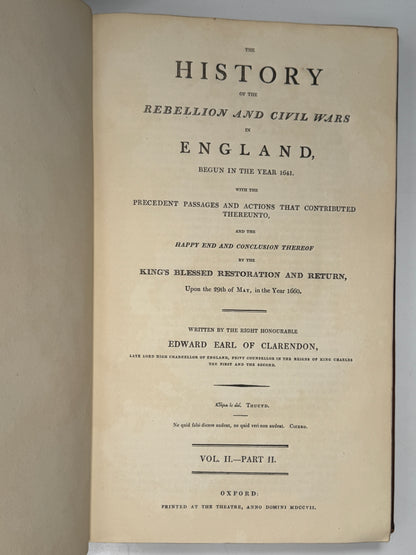 THE
HISTORY
OF THE
REBELLION AND CIVIL WARS
IN
ENGLAND,
BEGUN IN THE YEAR 1641.
WITH THE
PRECEDENT PASSAGES AND ACTIONS THAT CONTRIBUTED
THEREUNTO,
AND THE
HAPPY END AND CONCLUSION THEREOF
BY THE
KING'S BLESSED RESTORATION AND RETURN,
Upon the 29th of MAY, in the Year 1660.
WRITTEN BY THE RIGHT HONOURABLE
EDWARD EARL OF CLARENDON,
LATE LORD HIGH CHANCELLOR OF ENGLAND, PRIVY COUNSELLOR IN THE REIGNS OF KING CHARLES
THE FIRST AND THE SECOND.
THUCYD.
Ne quid falsi dicere audeat, ne quid veri non audeat. CICERO.
VOL. II.—PART II.
OXFORD:
PRINTED AT THE THEATRE, ANNO DOMINI MDCCVII.